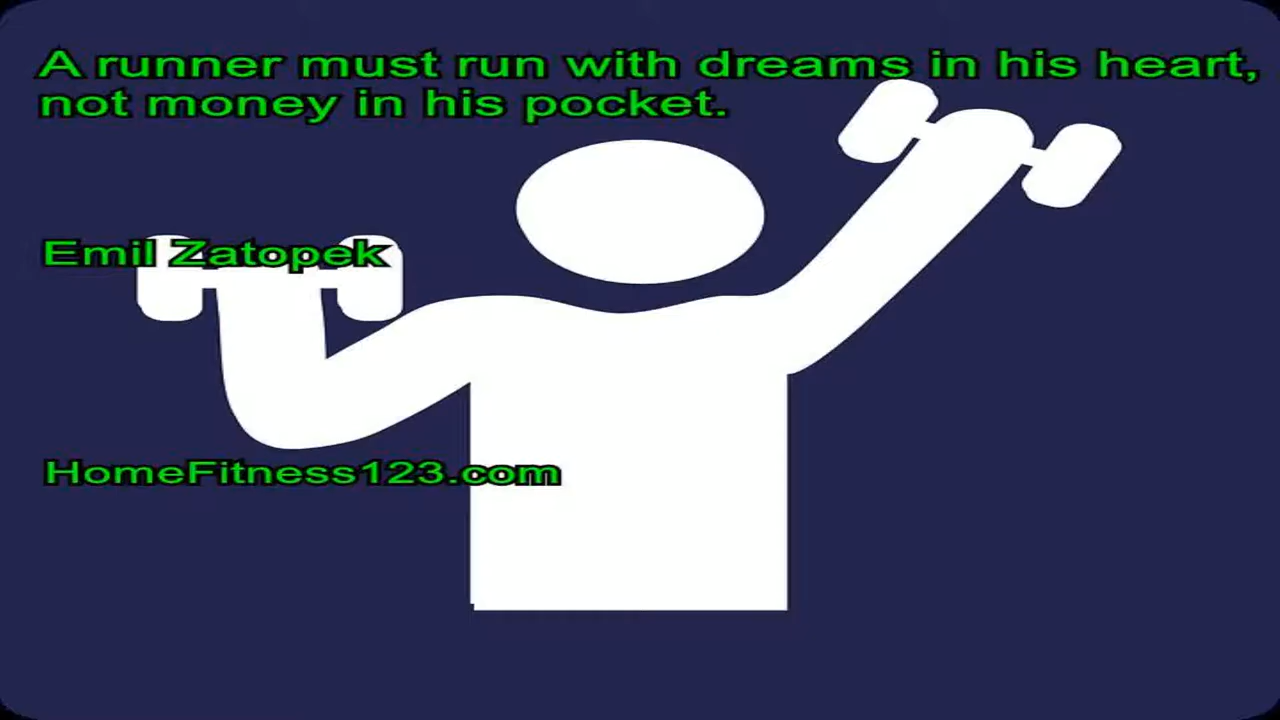 A runner must run with dreams in his heart,
not money in his pocket.
Emil Zatopek
HomeFitness123.com